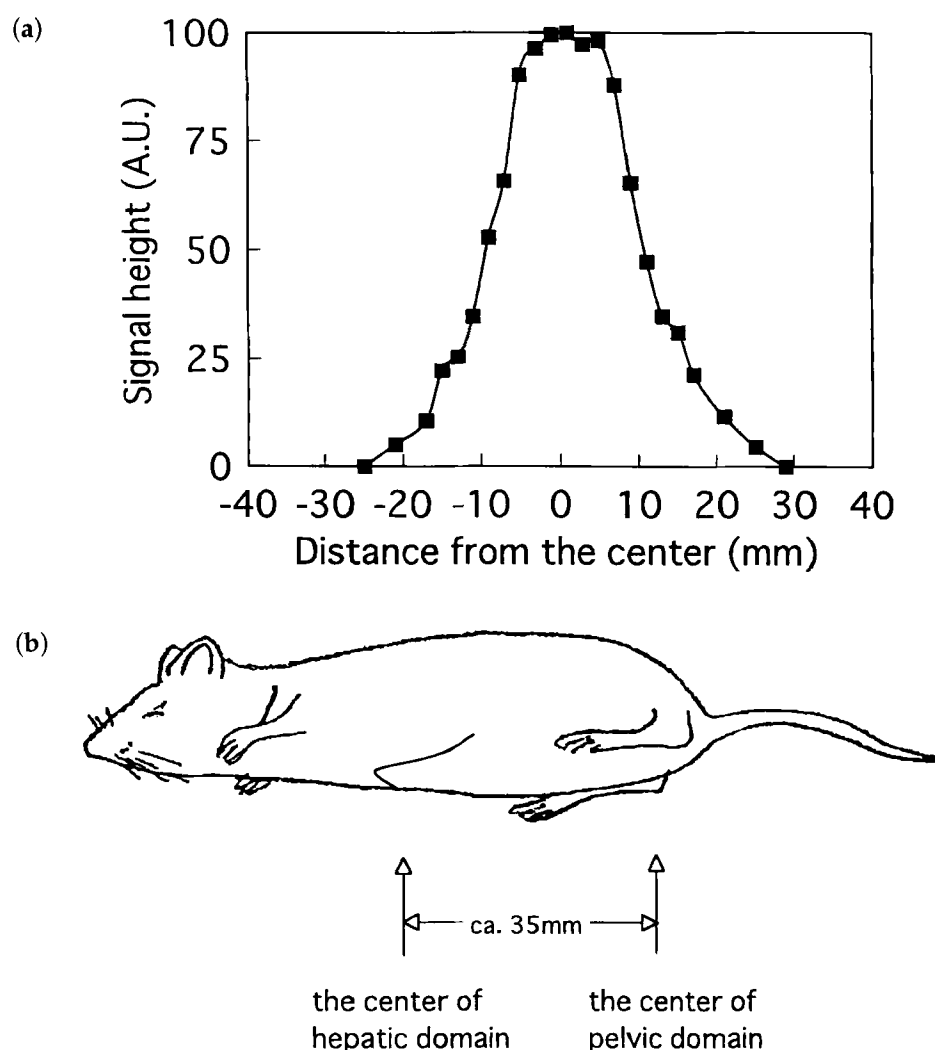 (a)
100
75
50
25
0
Signal height (A.U.)
-40 -30 -20 -10 0 10 20 30 40
Distance from the center (mm)
(b)
ca. 35mm
the center of the center of
hepatic domain pelvic domain